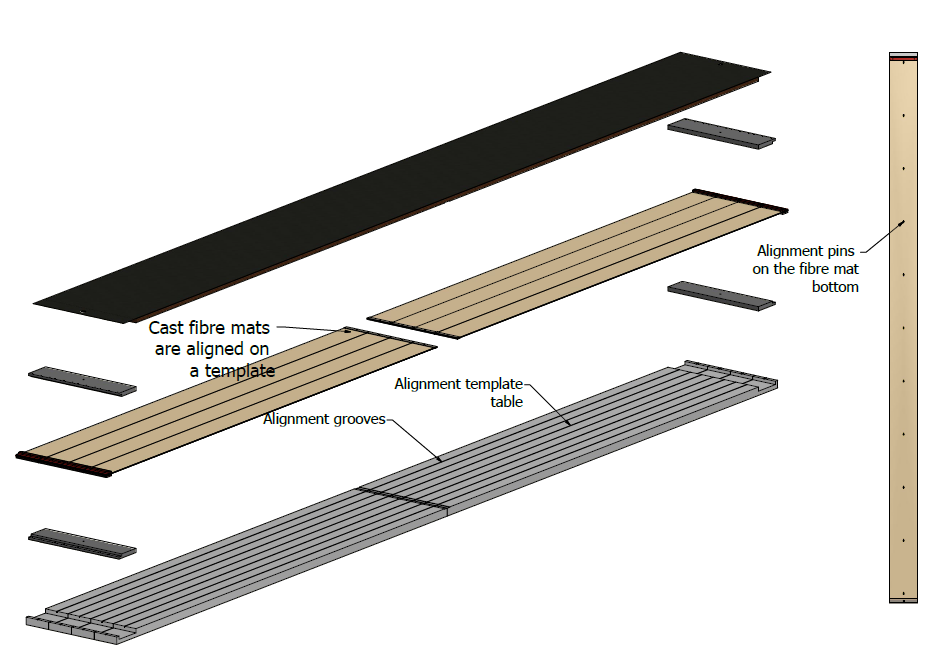 Alignment pins
on the fibre mat
bottom
Cast fibre mats
are aligned on
a template
Alignment template
table
Alignment grooves